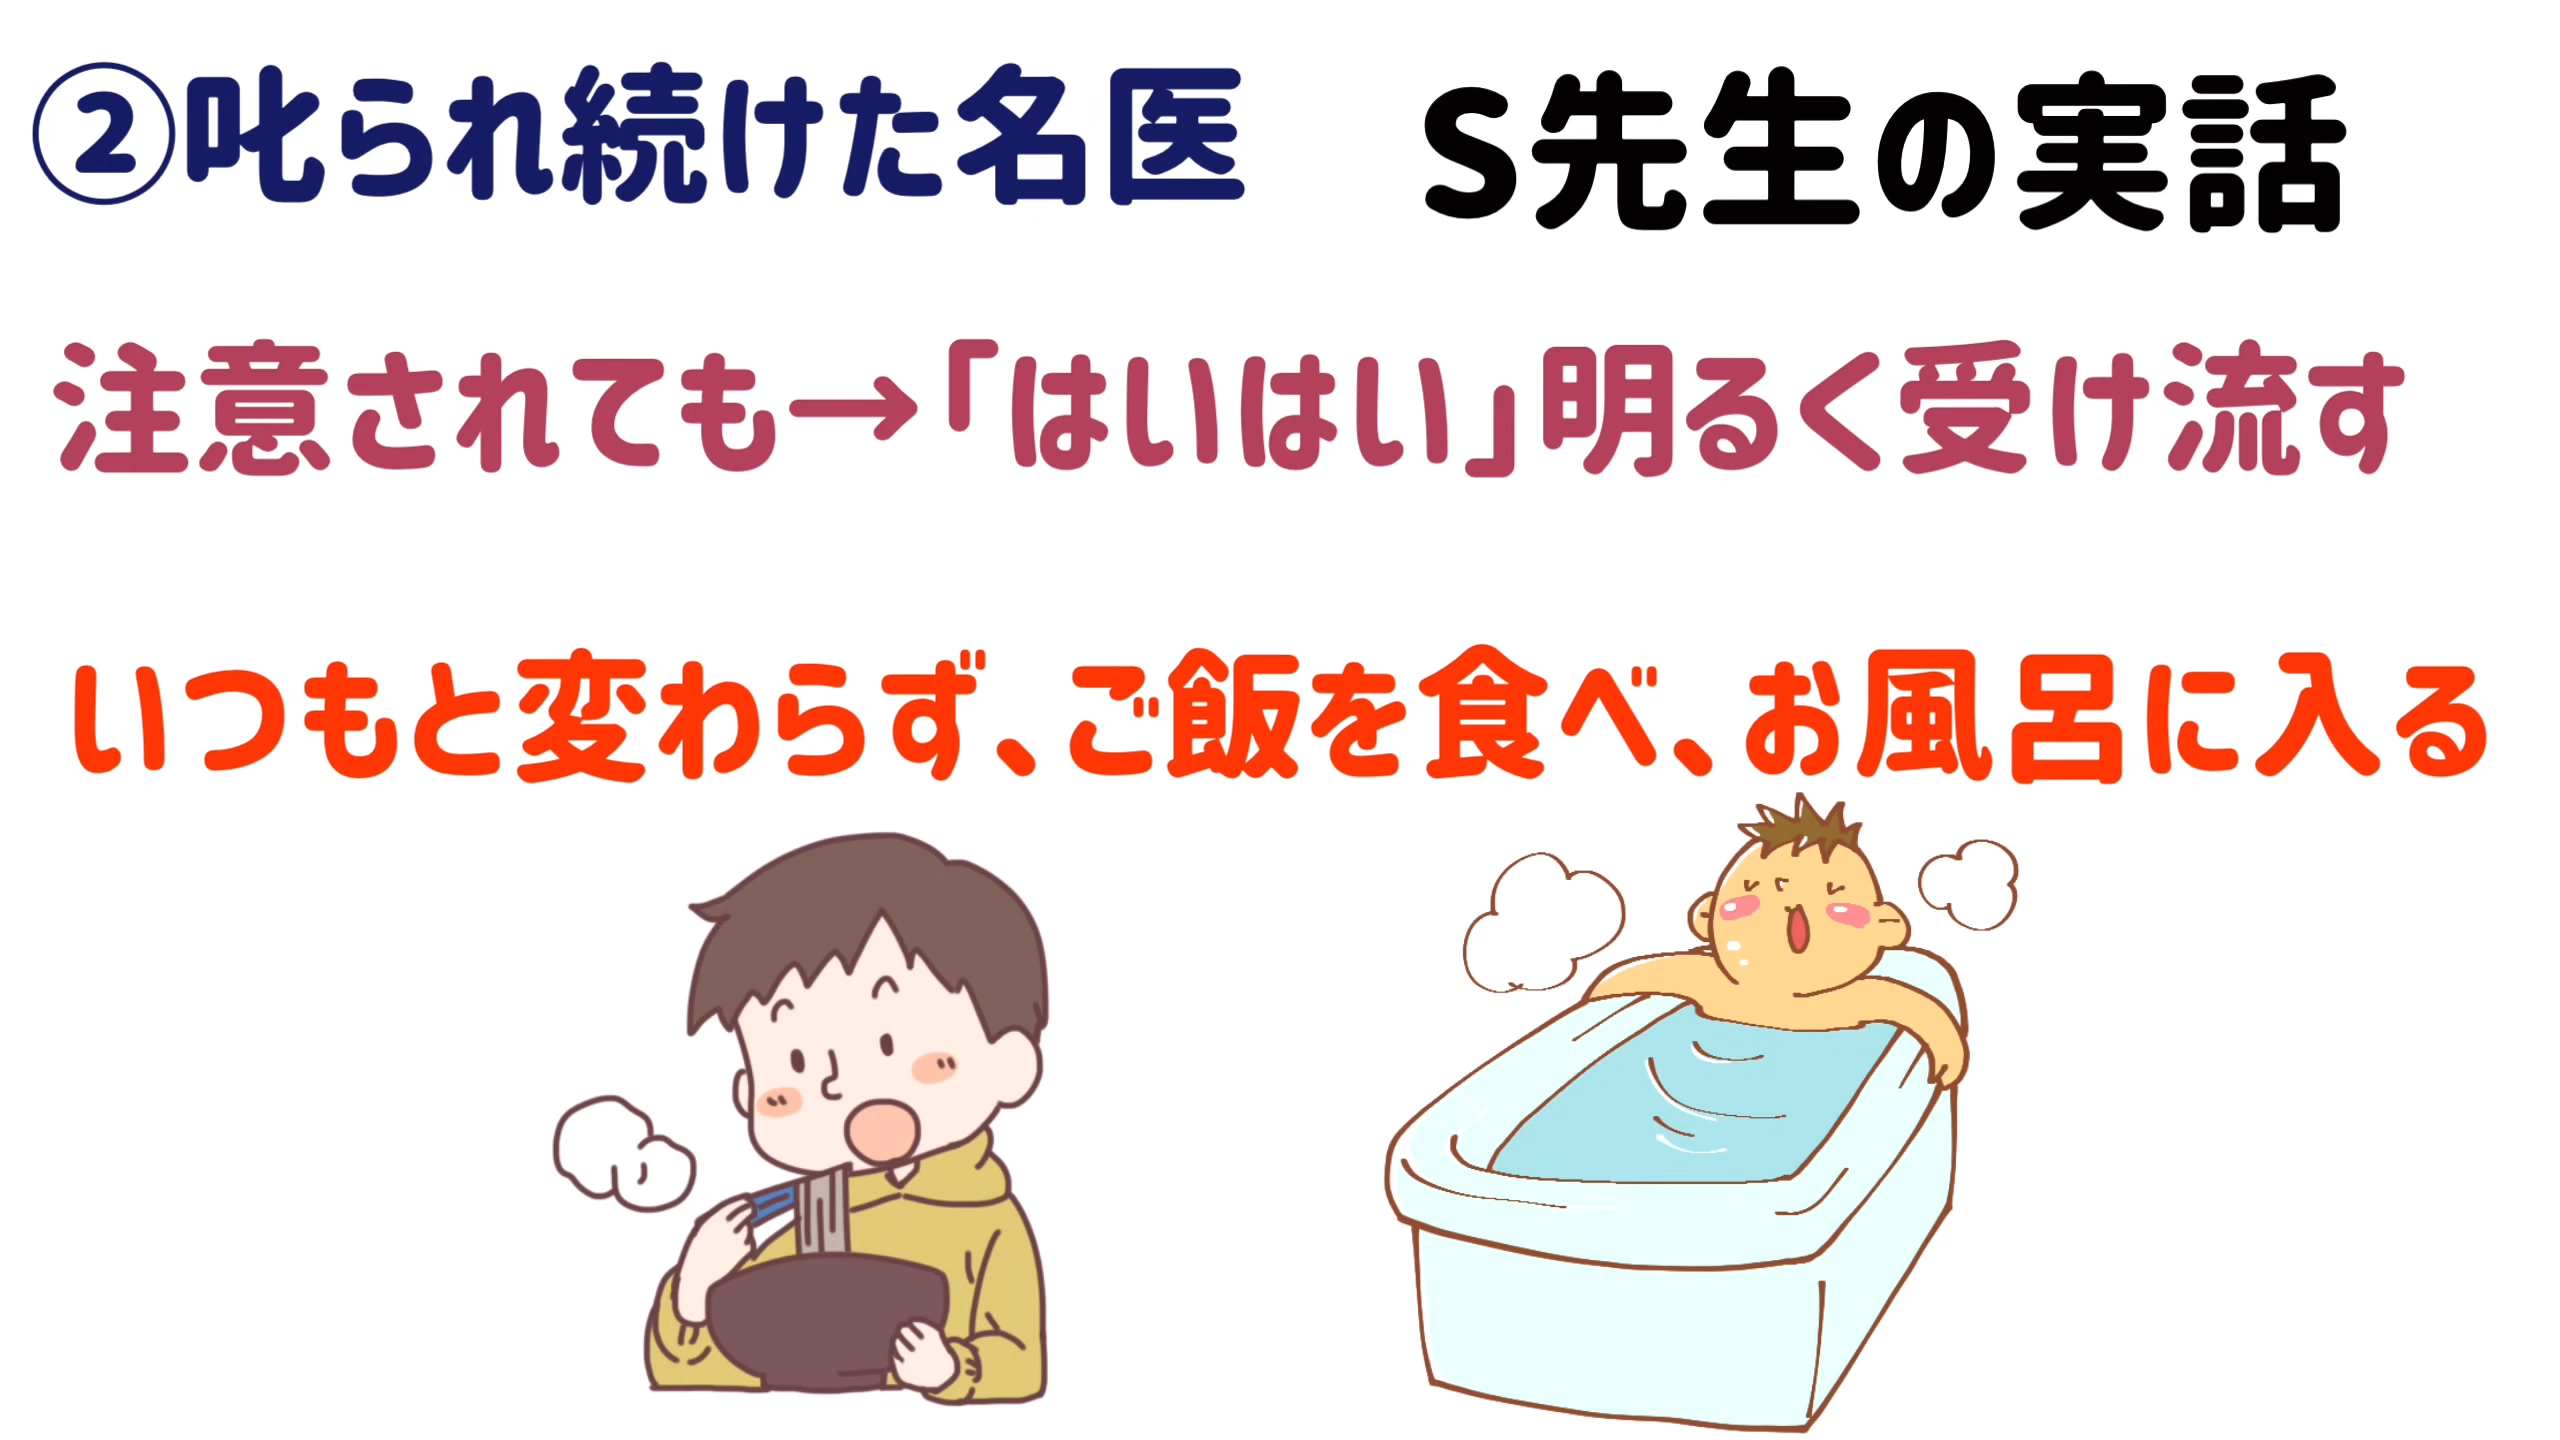 ②叱られ続けた名医　S先生の実話
注意されても→「はいはい」明るく受け流す
いつもと変わらず、ご飯を食べ、お風呂に入る